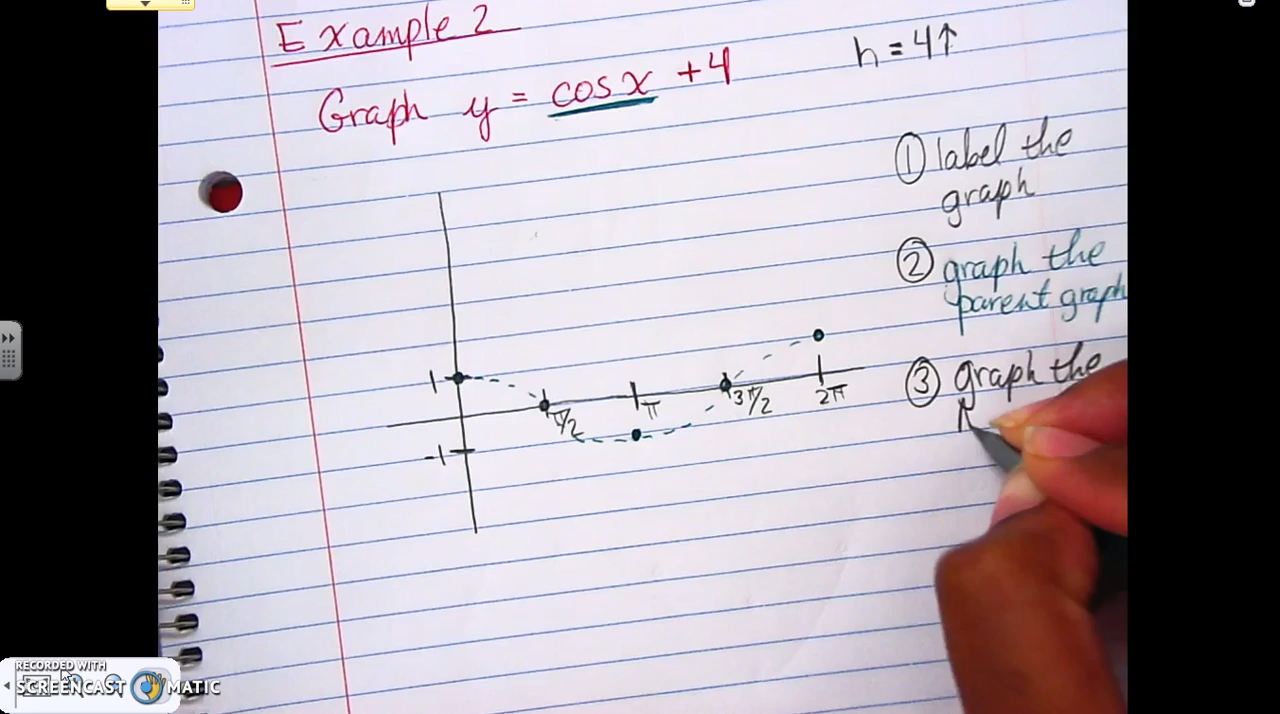 Example 2
Graph y = cos x + 4
h = 4↑
① label the
graph
② graph the
parent graph
③ graph the
1
-1
π/2
π
3π/2
2π
RECORDED WITH
SCREENCAST MATIC